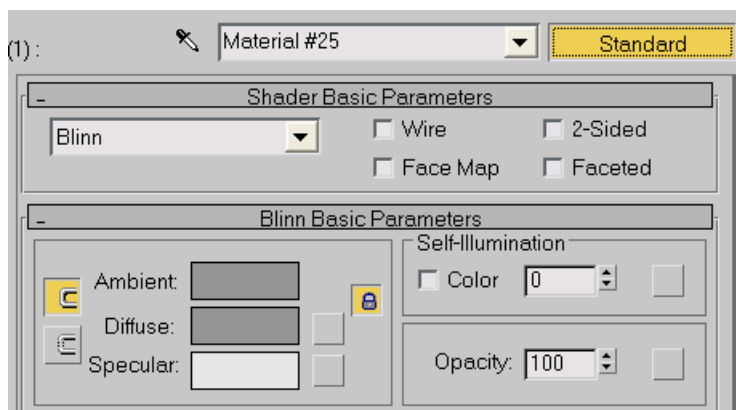 (1) :
Material #25
Standard
- Shader Basic Parameters
Blinn
Wire
2-Sided
Face Map
Faceted
- Blinn Basic Parameters
Self-Illumination
Ambient:
Color 0
Diffuse:
Specular:
Opacity: 100